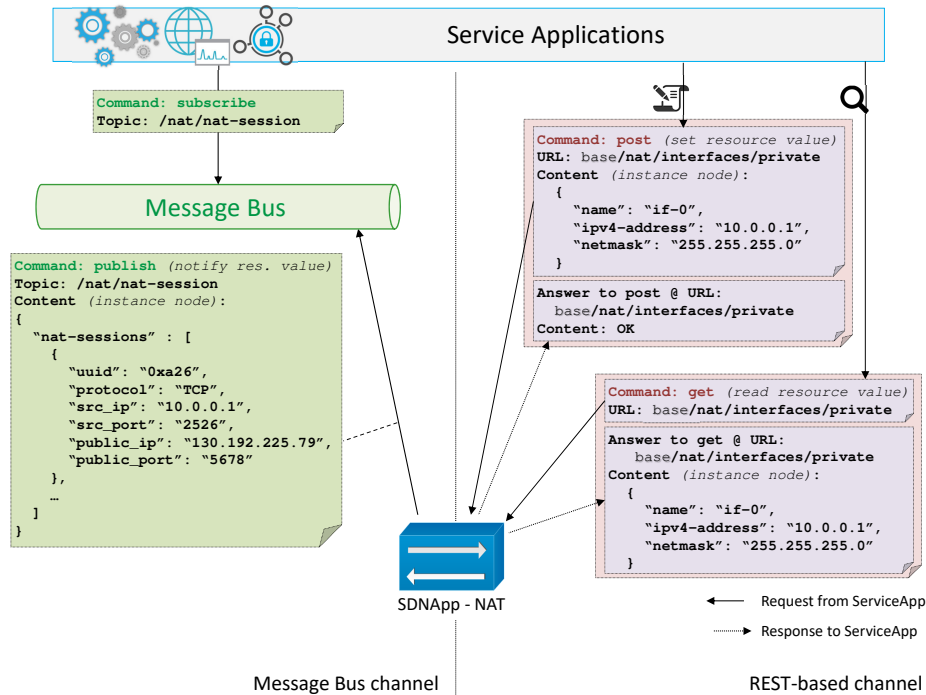 Service Applications
Command: subscribe
Topic: /nat/nat-session
Message Bus
Command: publish (notify res. value)
Topic: /nat/nat-session
Content (instance node):
{
“nat-sessions” : [
{
“uuid”: “0xa26”,
“protocol”: “TCP”,
“src_ip”: “10.0.0.1”,
“src_port”: “2526”,
“public_ip”: “130.192.225.79”,
“public_port”: “5678”
},
…
]
}
Command: post (set resource value)
URL: base/nat/interfaces/private
Content (instance node):
{
“name”: “if-0”,
“ipv4-address”: “10.0.0.1”,
“netmask”: “255.255.255.0”
}
Answer to post @ URL:
base/nat/interfaces/private
Content: OK
Command: get (read resource value)
URL: base/nat/interfaces/private
Answer to get @ URL:
base/nat/interfaces/private
Content (instance node):
{
“name”: “if-0”,
“ipv4-address”: “10.0.0.1”,
“netmask”: “255.255.255.0”
}
SDNApp - NAT
Request from ServiceApp
Response to ServiceApp
Message Bus channel
REST-based channel